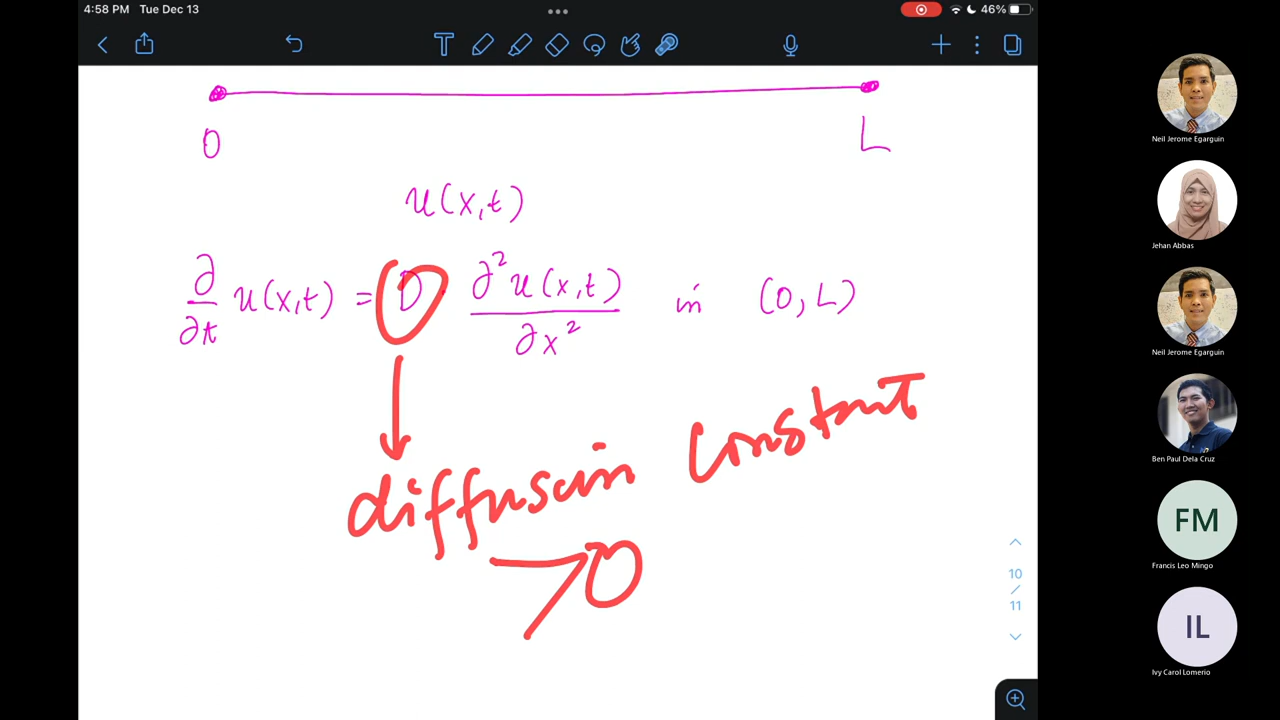 4:58 PM Tue Dec 13
46%
0
L
u(x,t)
∂/∂t u(x,t) = D · ∂²u(x,t)/∂x² in (0, L)
diffusion constant
> 0
10
/
11
Neil Jerome Egarguin
Jehan Abbas
Neil Jerome Egarguin
Ben Paul Dela Cruz
FM
Francis Leo Mingo
IL
Ivy Carol Lomerio